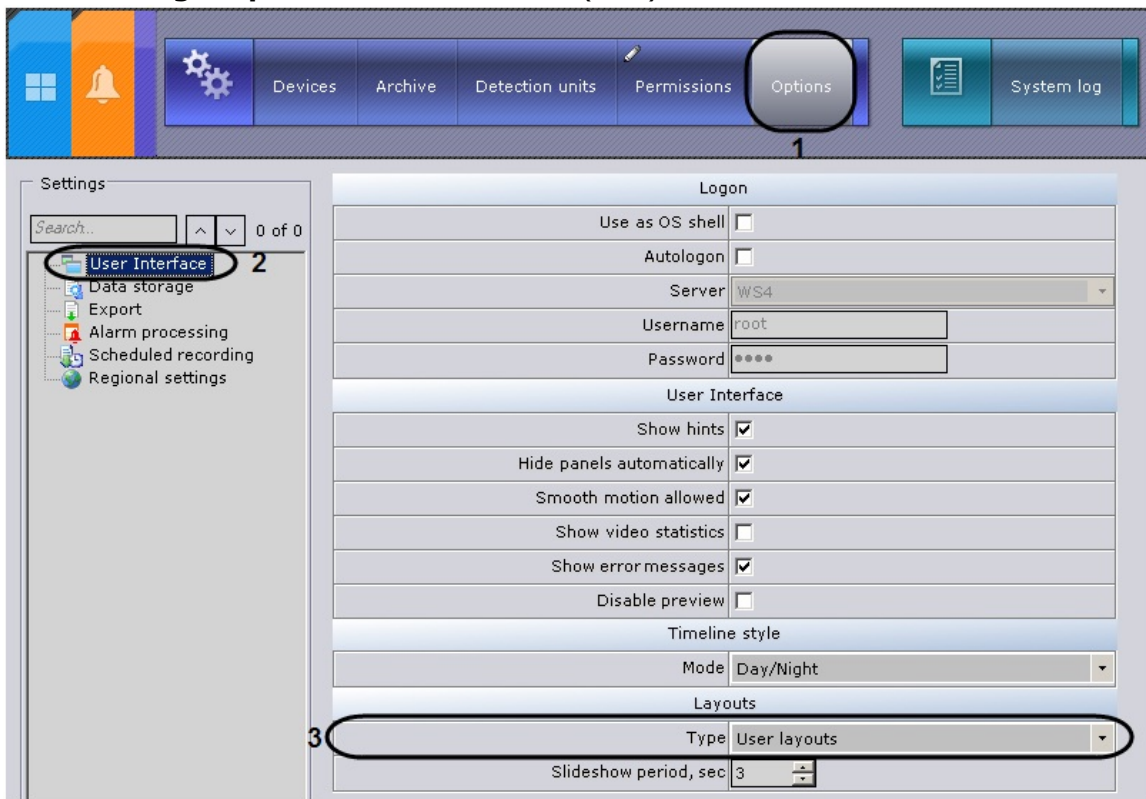 Devices Archive Detection units Permissions Options System log
1
Settings
Logon
Search... 0 of 0
Use as OS shell
User Interface 2
Autologon
Data storage
Server WS4
Export
Username root
Alarm processing
Password ••••
Scheduled recording
Regional settings
User Interface
Show hints
Hide panels automatically
Smooth motion allowed
Show video statistics
Show error messages
Disable preview
Timeline style
Mode Day/Night
Layouts
3 Type User layouts
Slideshow period, sec 3